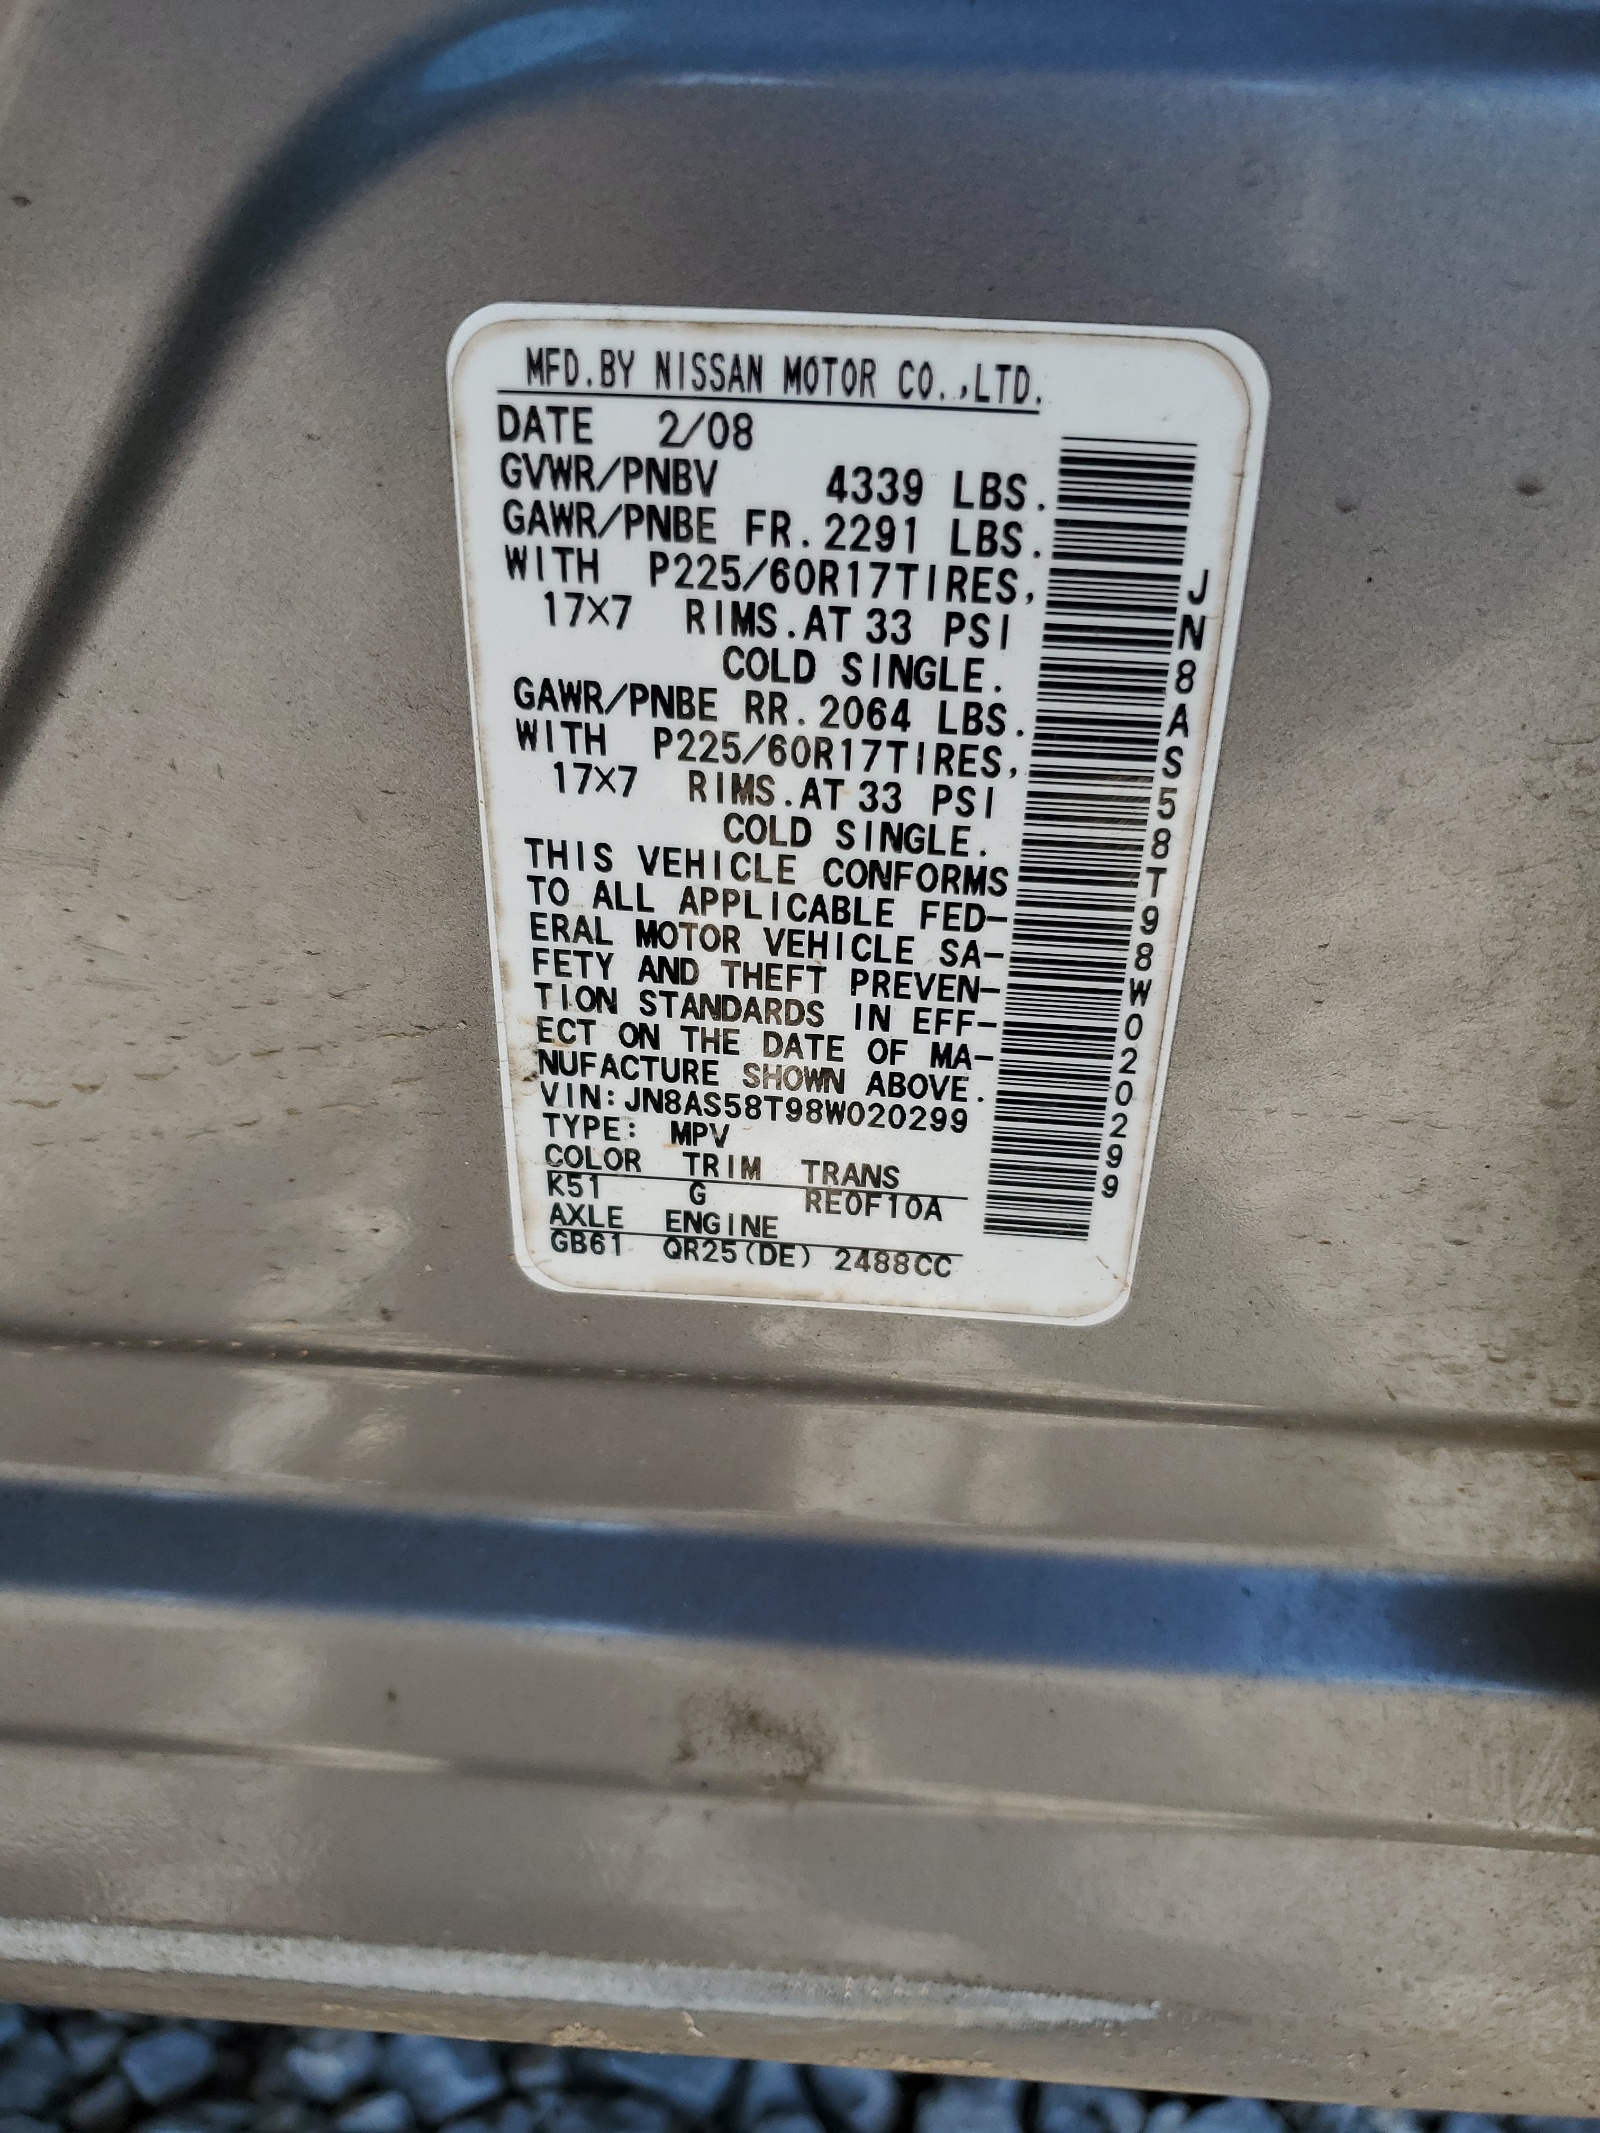 MFD.BY NISSAN MOTOR CO.,LTD.
DATE 2/08
GVWR/PNBV 4339 LBS.
GAWR/PNBE FR.2291 LBS.
WITH P225/60R17TIRES,
17X7 RIMS.AT 33 PSI
COLD SINGLE.
GAWR/PNBE RR.2064 LBS.
WITH P225/60R17TIRES,
17X7 RIMS.AT 33 PSI
COLD SINGLE.
THIS VEHICLE CONFORMS
TO ALL APPLICABLE FED-
ERAL MOTOR VEHICLE SA-
FETY AND THEFT PREVEN-
TION STANDARDS IN EFF-
ECT ON THE DATE OF MA-
NUFACTURE SHOWN ABOVE.
VIN:JN8AS58T98W020299
TYPE: MPV
COLOR TRIM TRANS
K51 G RE0F10A
AXLE ENGINE
GB61 QR25(DE) 2488CC
JN8AS58T98W020299